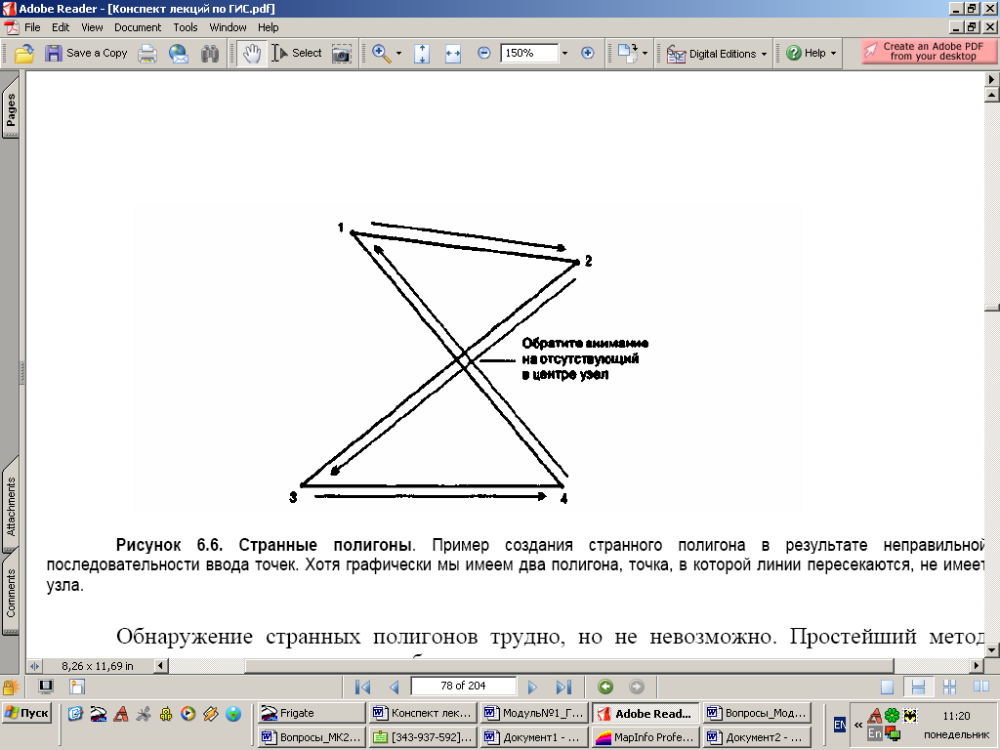 Adobe Reader - [Конспект лекций по ГИС.pdf]
File Edit View Document Tools Window Help
Save a Copy Select 150% Digital Editions Help Create an Adobe PDF
from your desktop
Pages
1
2
Обратите внимание
на отсутствующий
в центре узел
3
4
Attachments
Comments
Рисунок 6.6. Странные полигоны. Пример создания странного полигона в результате неправильной
последовательности ввода точек. Хотя графически мы имеем два полигона, точка, в которой линии пересекаются, не имеет
узла.
Обнаружение странных полигонов трудно, но не невозможно. Простейший метод
8,26 x 11,69 in
78 of 204
Пуск Frigate Конспект лек... МодульN91_Г... Adobe Read... Вопросы_Мод... EN « 11:20
Вопросы_МК2... [343-937-592]... Документ1 - ... MapInfo Profe... Документ2 - ... En понедельник